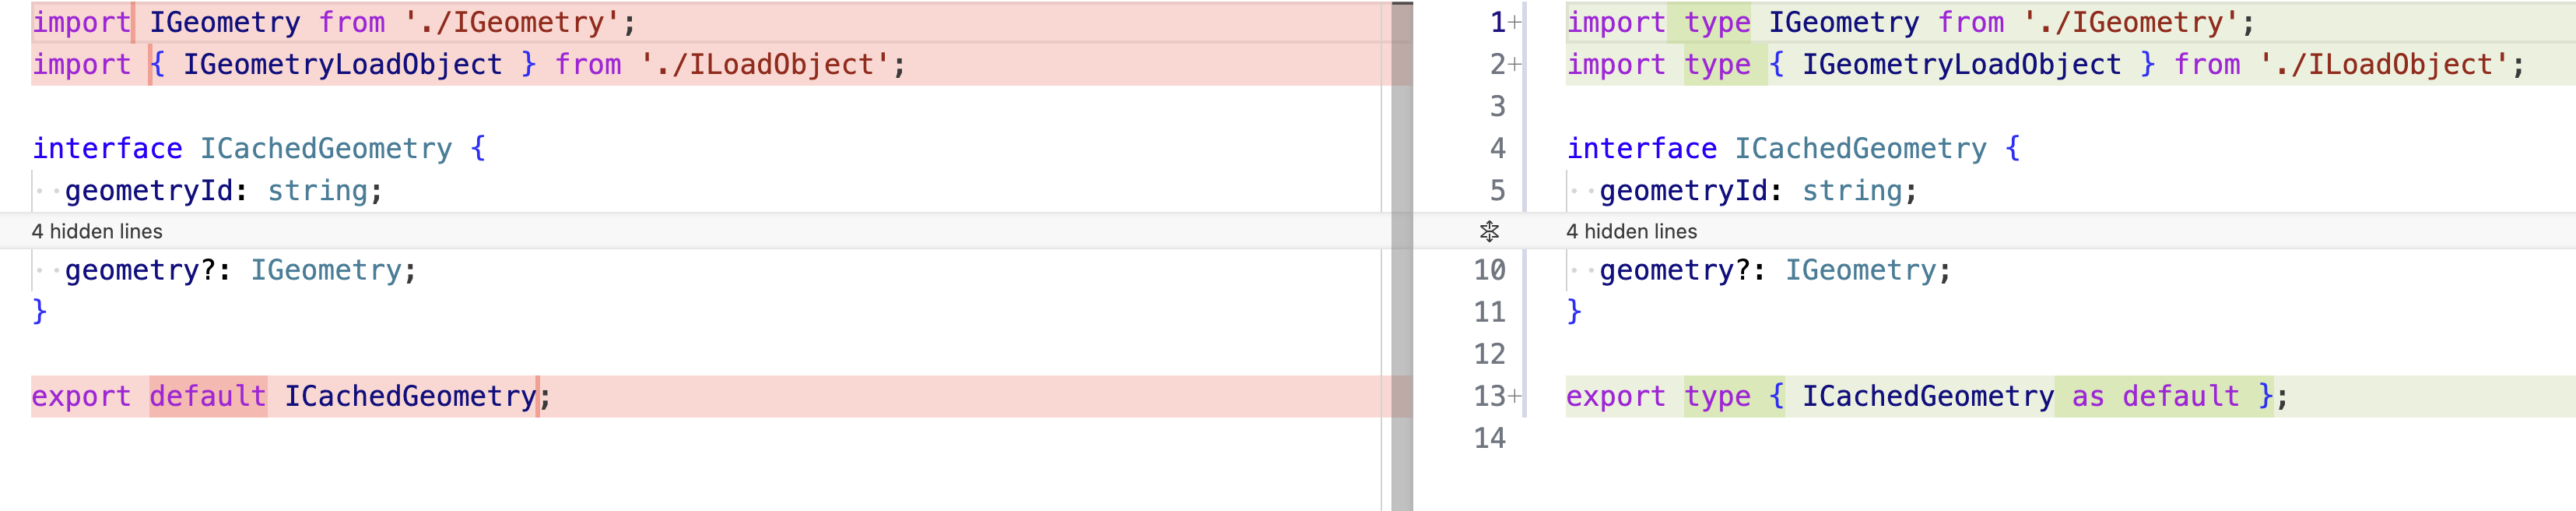 import IGeometry from './IGeometry';
import { IGeometryLoadObject } from './ILoadObject';
interface ICachedGeometry {
··geometryId: string;
4 hidden lines
··geometry?: IGeometry;
}
export default ICachedGeometry;
1+ import type IGeometry from './IGeometry';
2+ import type { IGeometryLoadObject } from './ILoadObject';
3
4 interface ICachedGeometry {
5 ··geometryId: string;
4 hidden lines
10 ··geometry?: IGeometry;
11 }
12
13+ export type { ICachedGeometry as default };
14